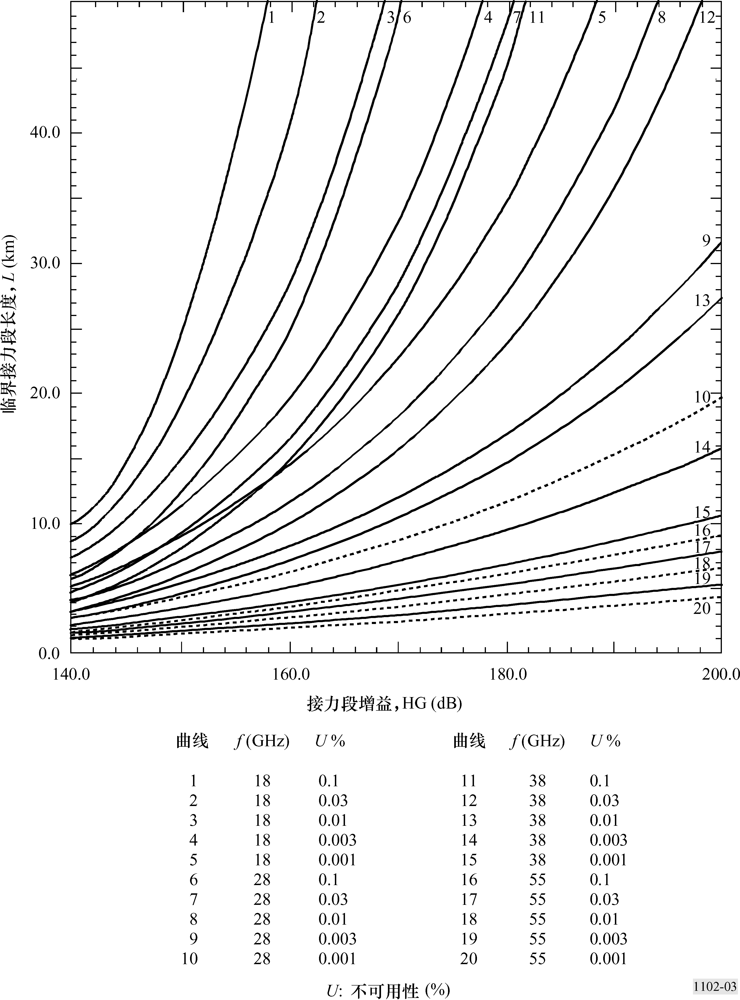 1 2 3 6 4 7 11 5 8 12
40.0
9
30.0
13
临界接力段长度, L (km)
20.0
10
14
10.0
15
16
17
18
19
20
0.0
140.0 160.0 180.0 200.0
接力段增益, HG (dB)
曲线 f (GHz) U % 曲线 f (GHz) U %
1 18 0.1 11 38 0.1
2 18 0.03 12 38 0.03
3 18 0.01 13 38 0.01
4 18 0.003 14 38 0.003
5 18 0.001 15 38 0.001
6 28 0.1 16 55 0.1
7 28 0.03 17 55 0.03
8 28 0.01 18 55 0.01
9 28 0.003 19 55 0.003
10 28 0.001 20 55 0.001
U: 不可用性 (%)
1102-03